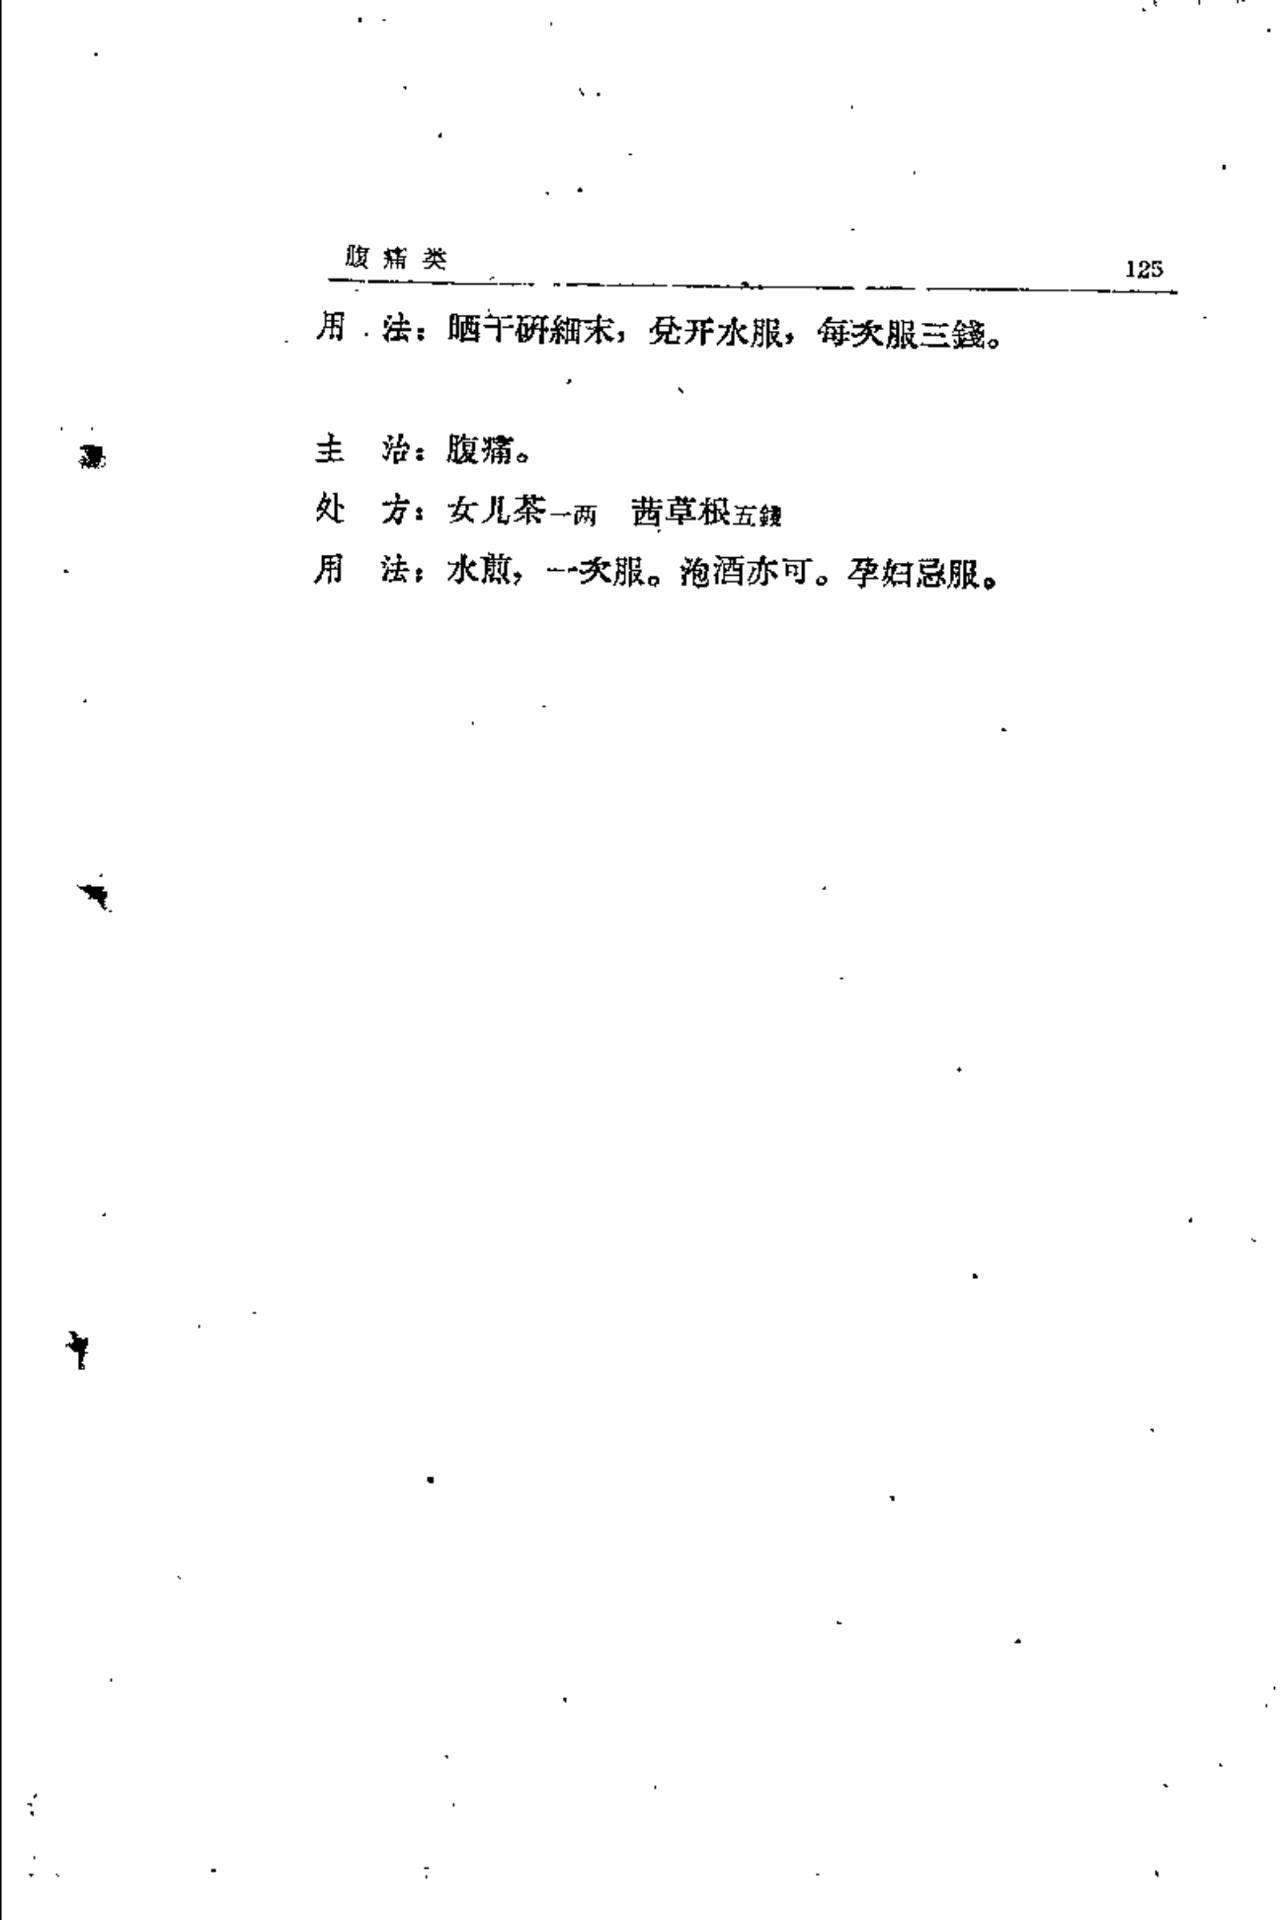 腹痛类 125
用 法：晒干研細末，兌开水服，每次服三錢。
主 治：腹痛。
处 方：女儿茶一两 茜草根五錢
用 法：水煎，一次服。泡酒亦可。孕妇忌服。